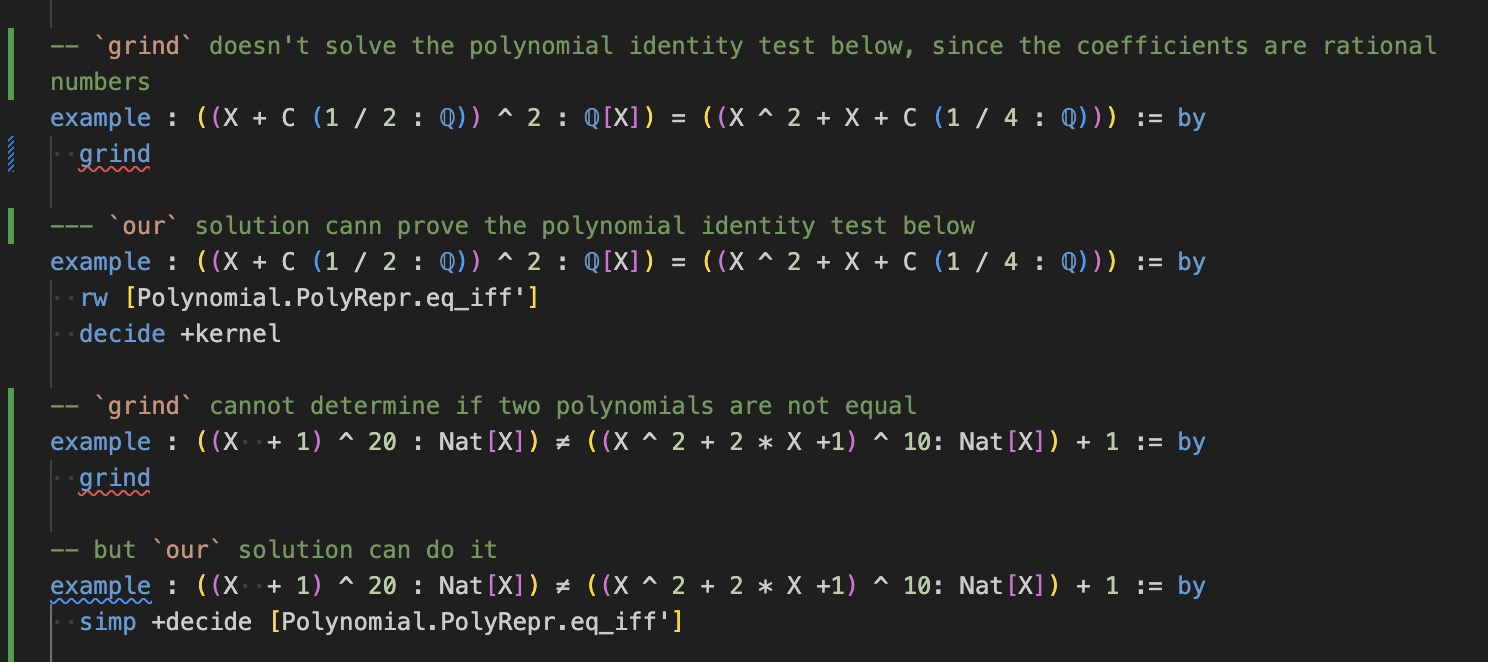 -- `grind` doesn't solve the polynomial identity test below, since the coefficients are rational
numbers
example : ((X + C (1 / 2 : ℚ)) ^ 2 : ℚ[X]) = ((X ^ 2 + X + C (1 / 4 : ℚ))) := by
··grind
--- `our` solution cann prove the polynomial identity test below
example : ((X + C (1 / 2 : ℚ)) ^ 2 : ℚ[X]) = ((X ^ 2 + X + C (1 / 4 : ℚ))) := by
··rw [Polynomial.PolyRepr.eq_iff']
··decide +kernel
-- `grind` cannot determine if two polynomials are not equal
example : ((X··+ 1) ^ 20 : Nat[X]) ≠ ((X ^ 2 + 2 * X +1) ^ 10: Nat[X]) + 1 := by
··grind
-- but `our` solution can do it
example : ((X··+ 1) ^ 20 : Nat[X]) ≠ ((X ^ 2 + 2 * X +1) ^ 10: Nat[X]) + 1 := by
··simp +decide [Polynomial.PolyRepr.eq_iff']